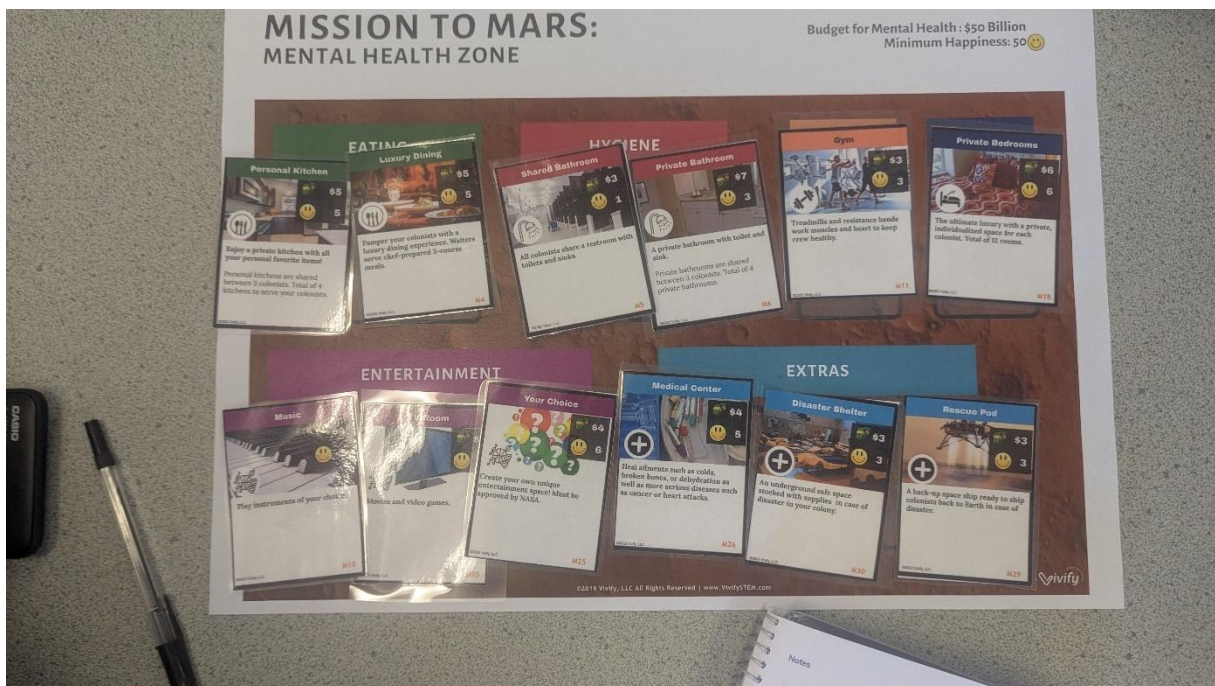 MISSION TO MARS:
MENTAL HEALTH ZONE
Budget for Mental Health : $50 Billion
Minimum Happiness: 50
EATING
HYGIENE
Personal Kitchen
$5
5
Enjoy a private kitchen with all
your personal favorite items!
Personal kitchens are shared
between 3 colonists. Total of 4
kitchens to serve your colonists.
Luxury Dining
$5
5
Pamper your colonists with a
luxury dining experience. Waiters
serve chef-prepared 3-course
meals.
M4
Shared Bathroom
$3
1
All colonists share a restroom with
toilets and sinks.
M5
Private Bathroom
$7
3
A private bathroom with toilet and
sink.
Private bathrooms are shared
between 3 colonists. Total of 4
private bathrooms.
M6
Gym
$3
3
Treadmills and resistance bands
work muscles and heart to keep
crew healthy.
M11
Private Bedrooms
$6
6
The ultimate luxury with a private,
individualized space for each
colonist. Total of 12 rooms.
M18
ENTERTAINMENT
EXTRAS
Music
Play instruments of your choice!
M19
Room
Movies and video games.
M20
Your Choice
$4
6
Create your own unique
entertainment space! Must be
approved by NASA.
M25
Medical Center
$4
5
Heal ailments such as colds,
broken bones, or dehydration as
well as more serious diseases such
as cancer or heart attacks.
M26
Disaster Shelter
$3
3
An underground safe space
stocked with supplies in case of
disaster in your colony.
M30
Rescue Pod
$3
3
A back-up space ship ready to ship
colonists back to Earth in case of
disaster.
M29
©2019 Vivify, LLC All Rights Reserved | www.VivifySTEM.com
Vivify
CASIO
Notes